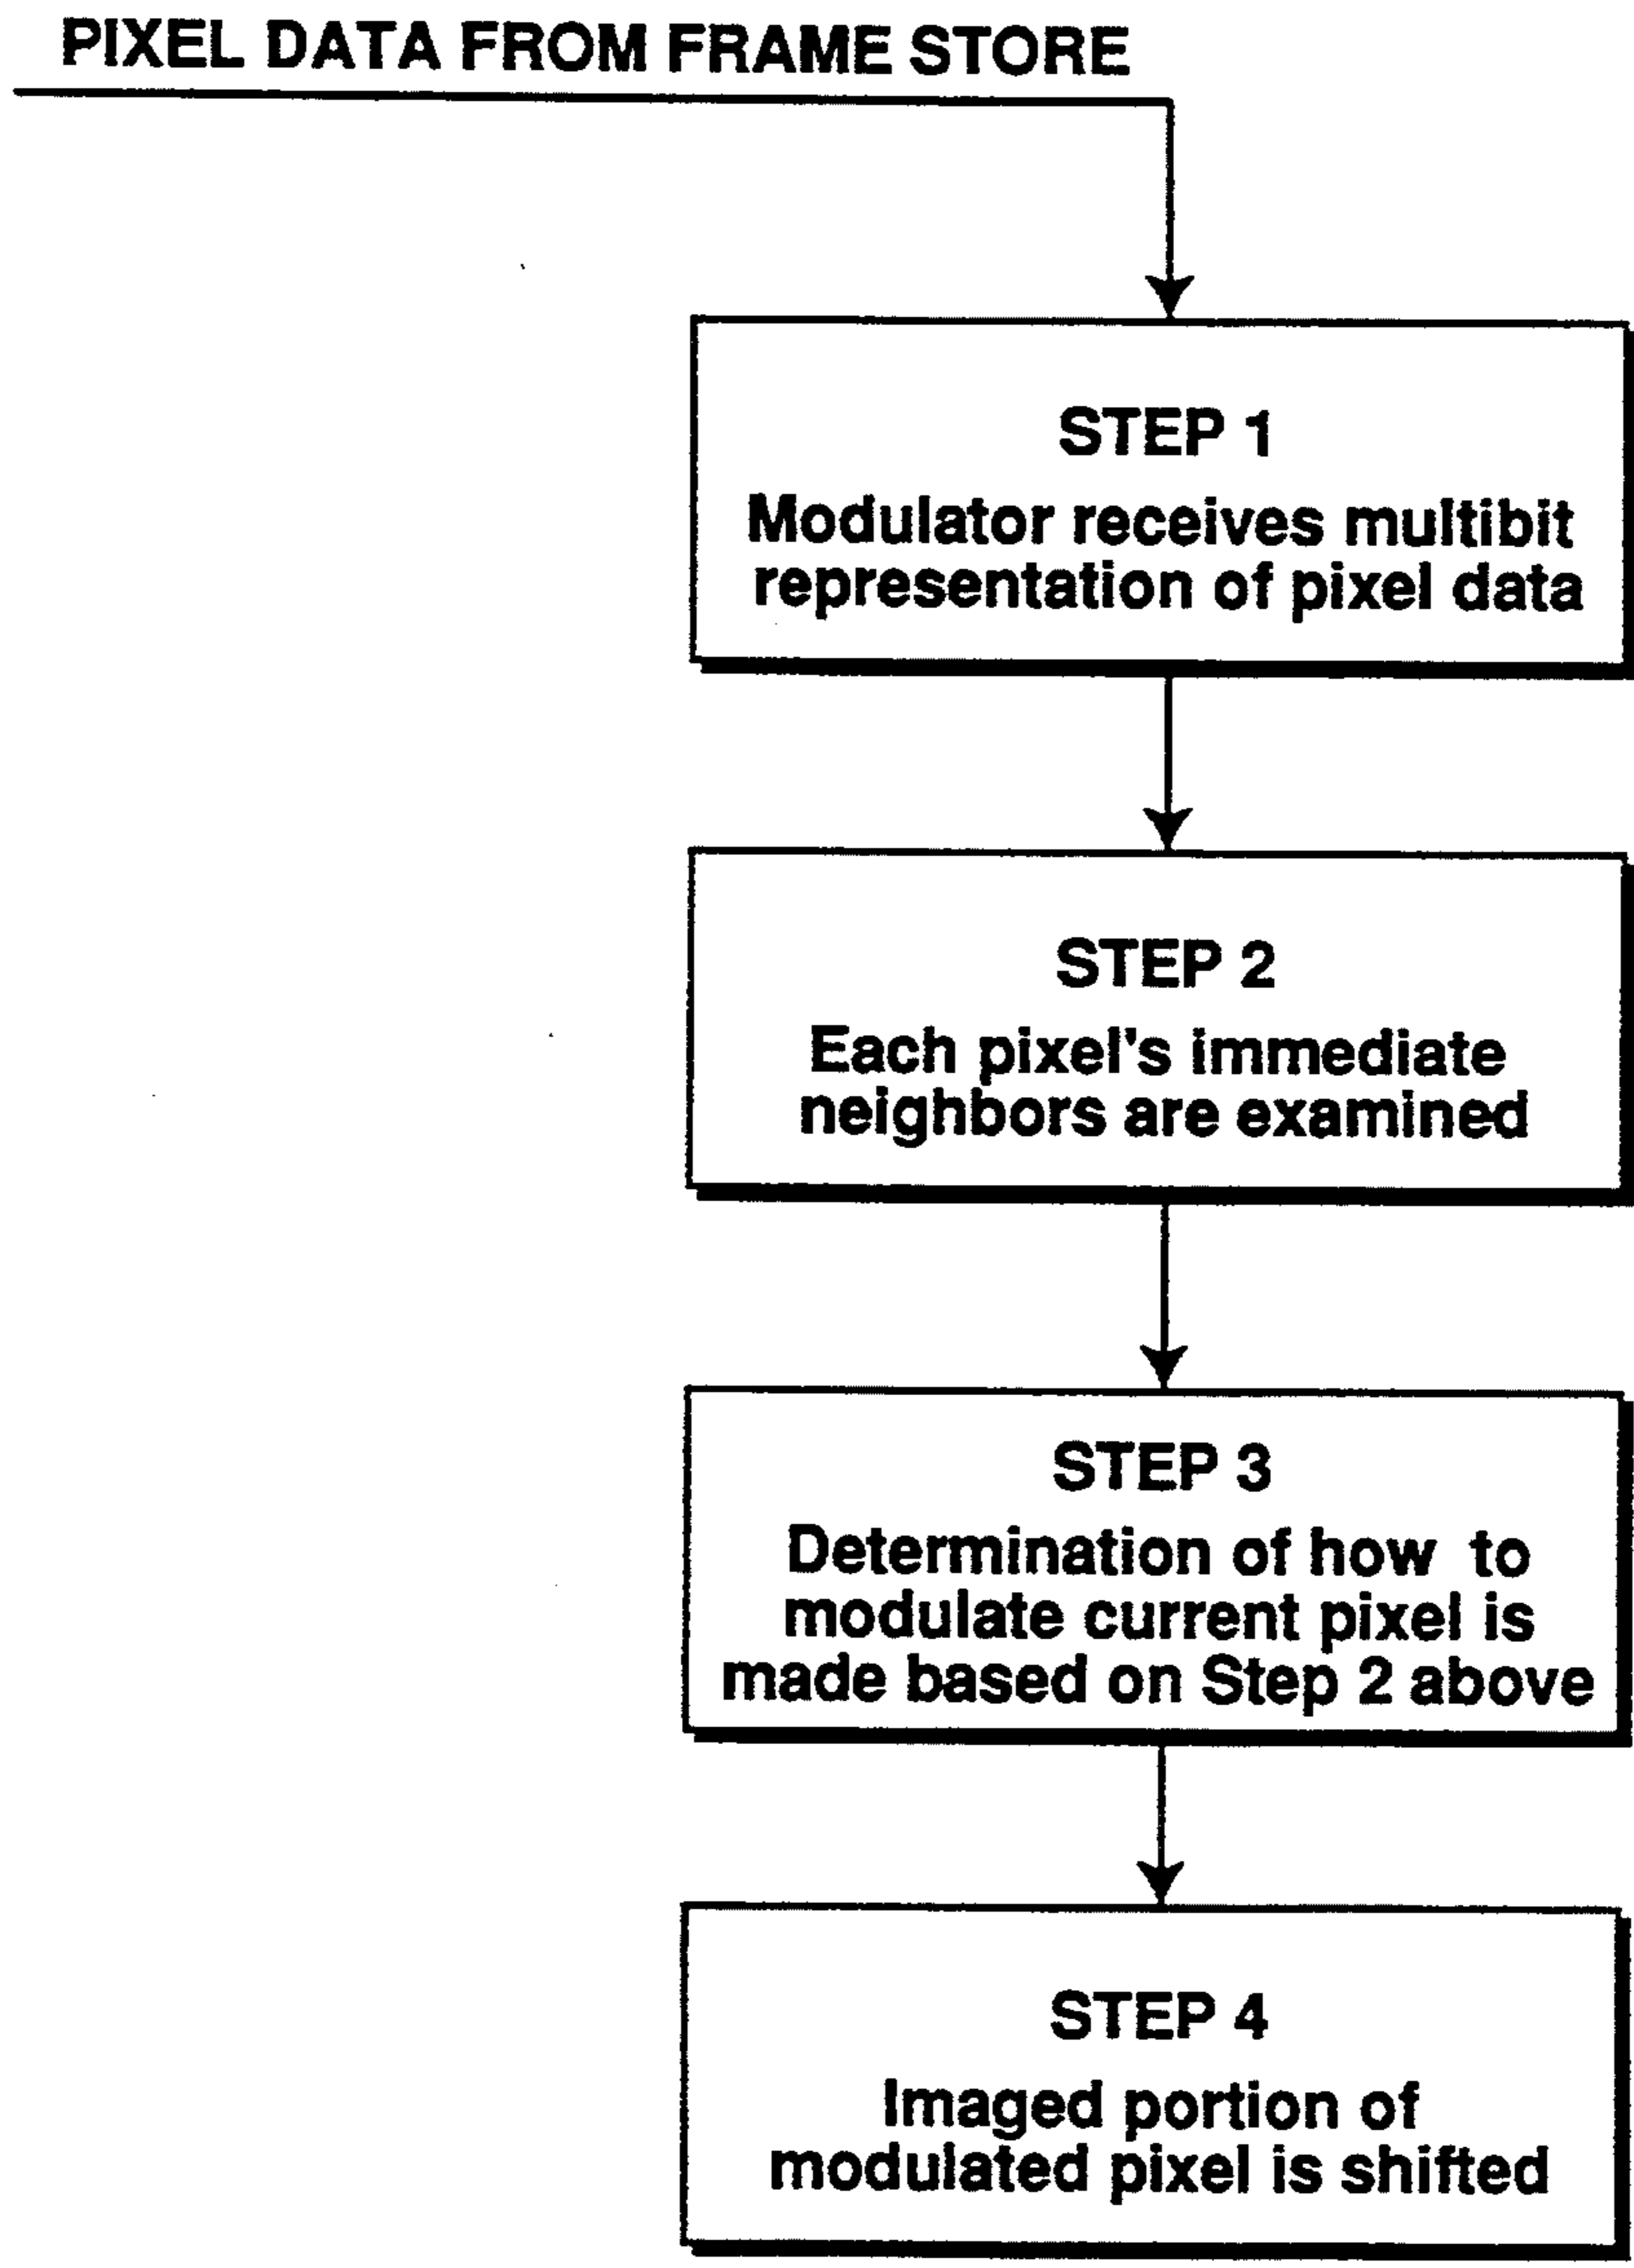 PIXEL DATA FROM FRAME STORE
STEP 1
Modulator receives multibit
representation of pixel data
STEP 2
Each pixel's immediate
neighbors are examined
STEP 3
Determination of how to
modulate current pixel is
made based on Step 2 above
STEP 4
Imaged portion of
modulated pixel is shifted